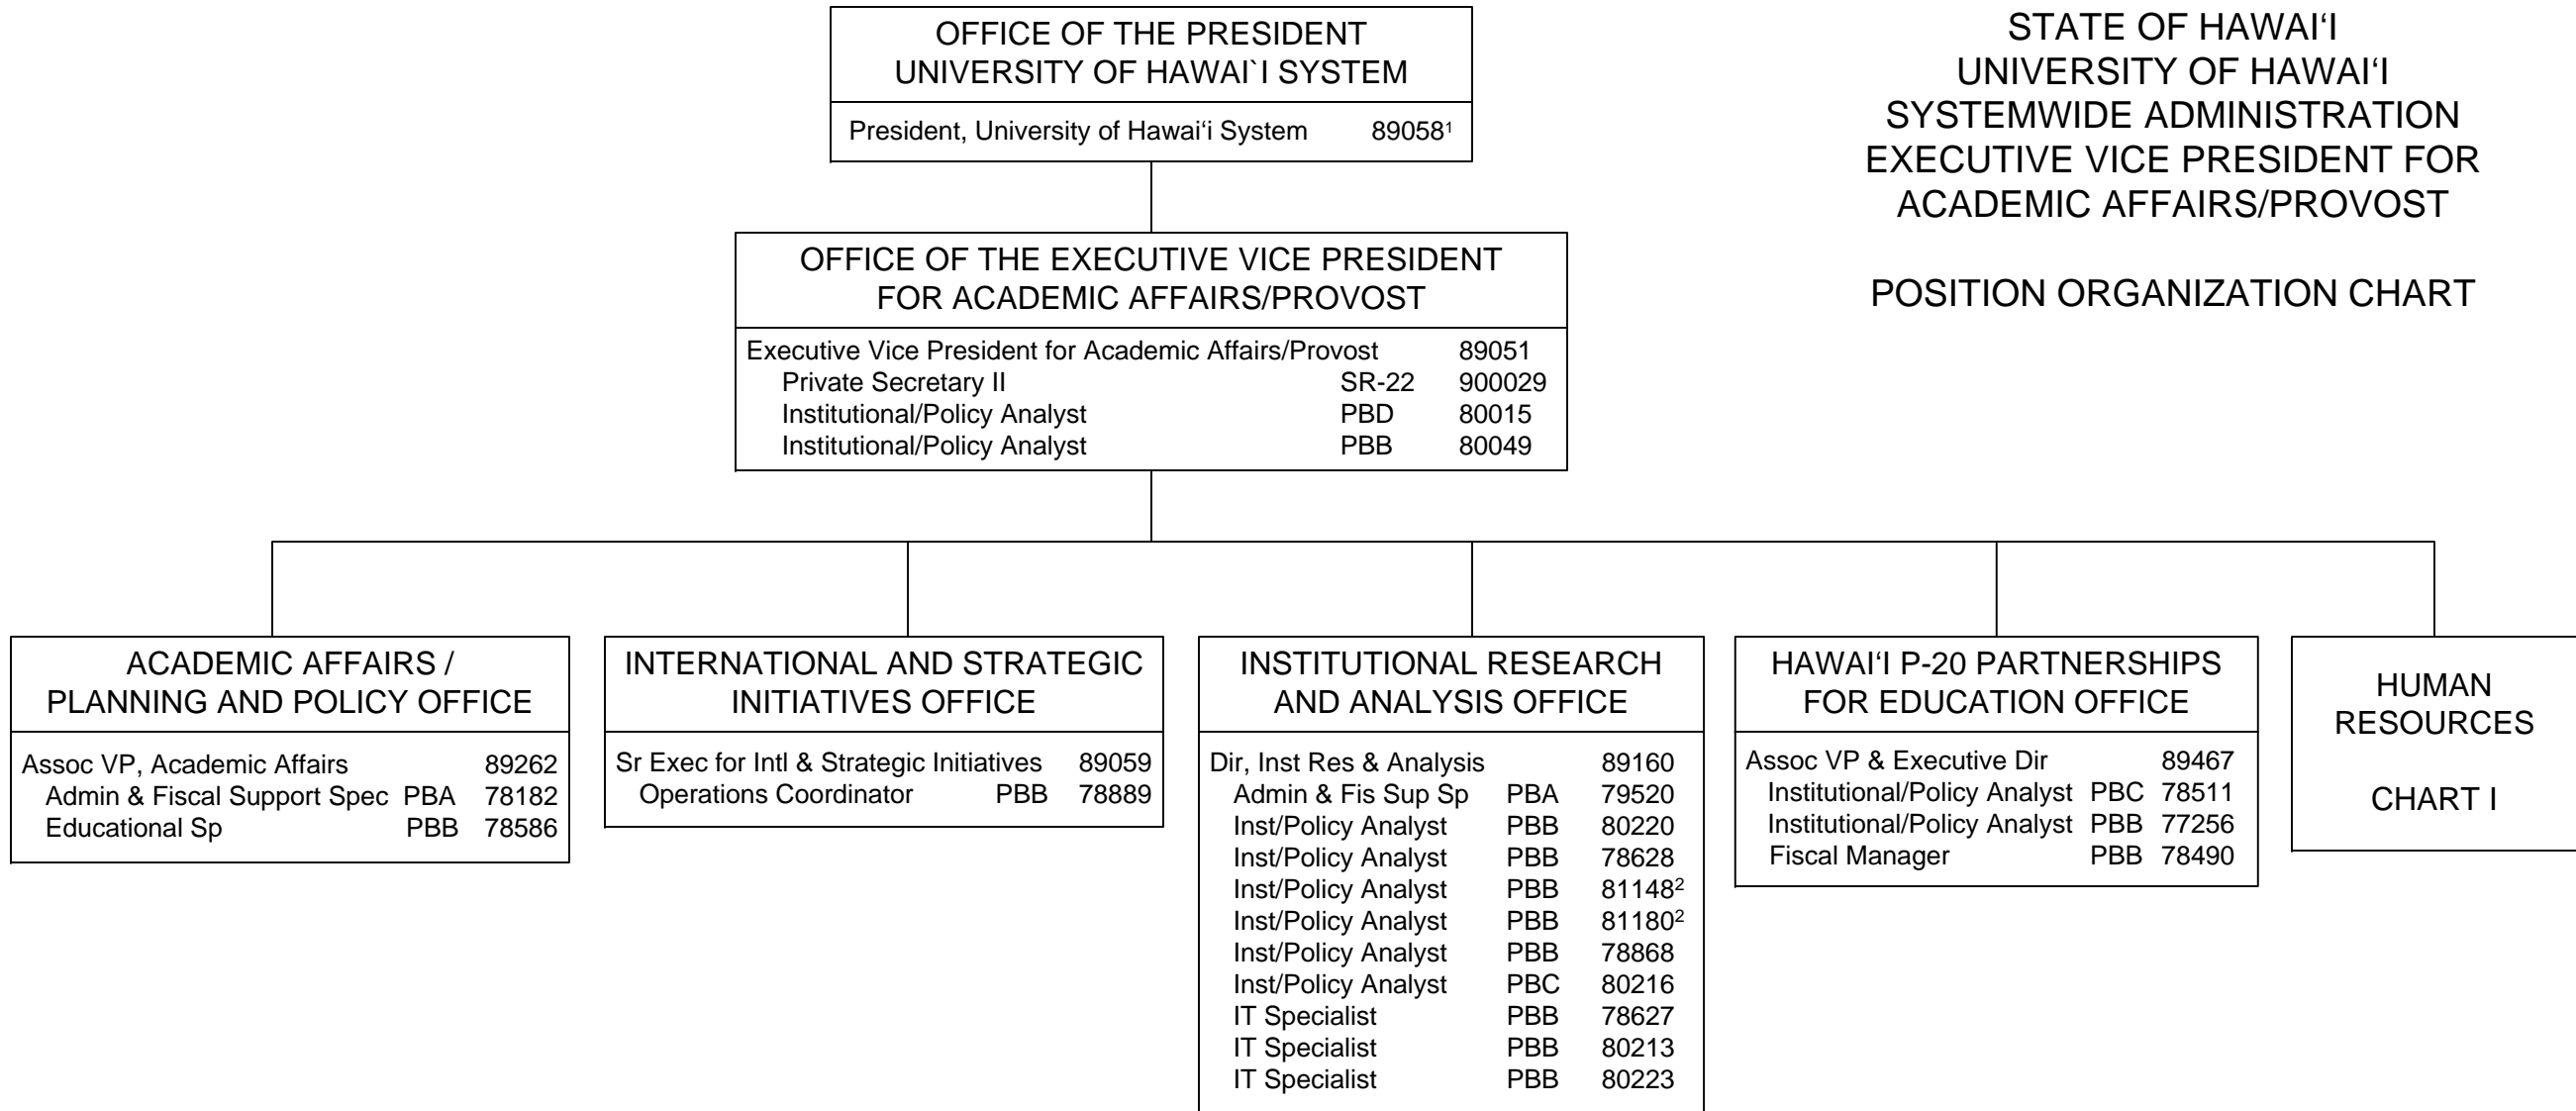 OFFICE OF THE PRESIDENT
UNIVERSITY OF HAWAI`I SYSTEM
President, University of Hawai‘i System 89058¹
STATE OF HAWAI‘I
UNIVERSITY OF HAWAI‘I
SYSTEMWIDE ADMINISTRATION
EXECUTIVE VICE PRESIDENT FOR
ACADEMIC AFFAIRS/PROVOST
POSITION ORGANIZATION CHART
OFFICE OF THE EXECUTIVE VICE PRESIDENT
FOR ACADEMIC AFFAIRS/PROVOST
Executive Vice President for Academic Affairs/Provost 89051
Private Secretary II SR-22 900029
Institutional/Policy Analyst PBD 80015
Institutional/Policy Analyst PBB 80049
ACADEMIC AFFAIRS /
PLANNING AND POLICY OFFICE
Assoc VP, Academic Affairs 89262
Admin & Fiscal Support Spec PBA 78182
Educational Sp PBB 78586
INTERNATIONAL AND STRATEGIC
INITIATIVES OFFICE
Sr Exec for Intl & Strategic Initiatives 89059
Operations Coordinator PBB 78889
INSTITUTIONAL RESEARCH
AND ANALYSIS OFFICE
Dir, Inst Res & Analysis 89160
Admin & Fis Sup Sp PBA 79520
Inst/Policy Analyst PBB 80220
Inst/Policy Analyst PBB 78628
Inst/Policy Analyst PBB 81148²
Inst/Policy Analyst PBB 81180²
Inst/Policy Analyst PBB 78868
Inst/Policy Analyst PBC 80216
IT Specialist PBB 78627
IT Specialist PBB 80213
IT Specialist PBB 80223
HAWAI‘I P-20 PARTNERSHIPS
FOR EDUCATION OFFICE
Assoc VP & Executive Dir 89467
Institutional/Policy Analyst PBC 78511
Institutional/Policy Analyst PBB 77256
Fiscal Manager PBB 78490
HUMAN
RESOURCES
CHART I